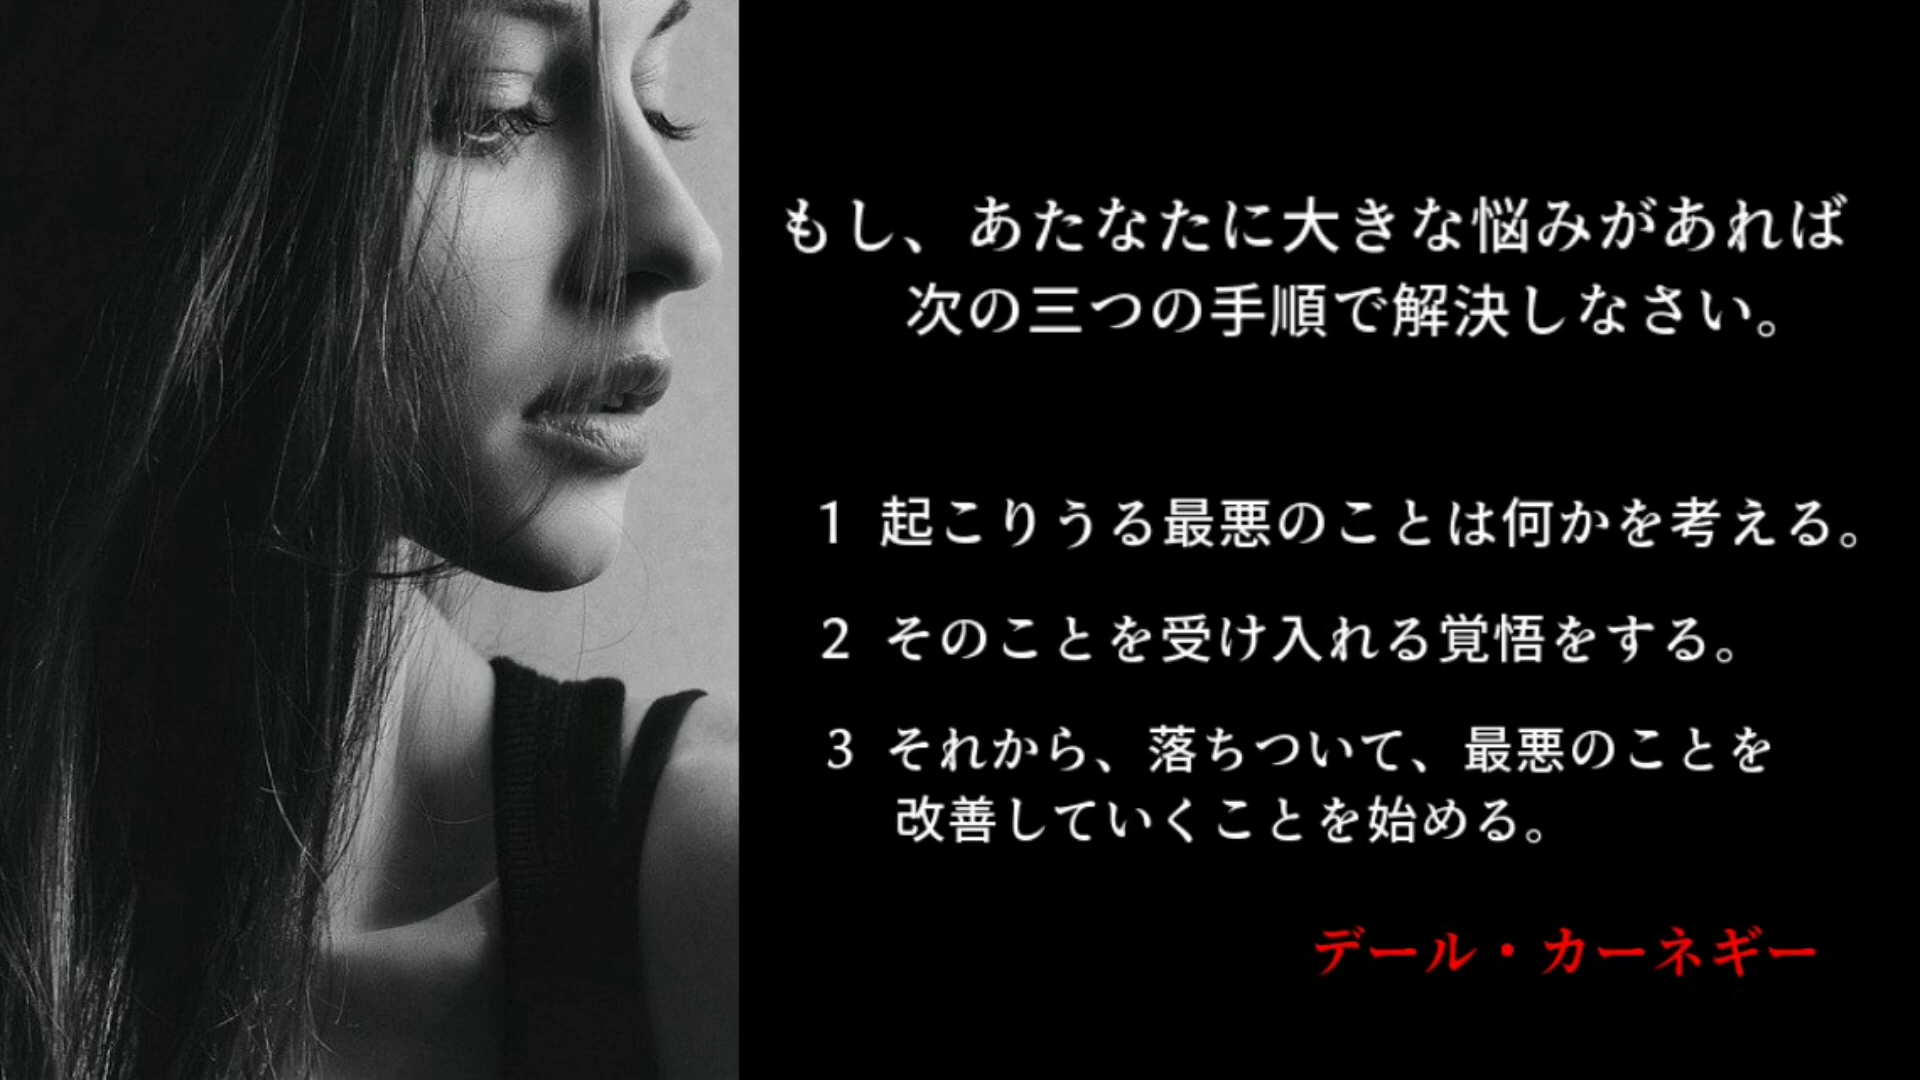 もし、あたなたに大きな悩みがあれば
次の三つの手順で解決しなさい。
1 起こりうる最悪のことは何かを考える。
2 そのことを受け入れる覚悟をする。
3 それから、落ちついて、最悪のことを
改善していくことを始める。
デール・カーネギー